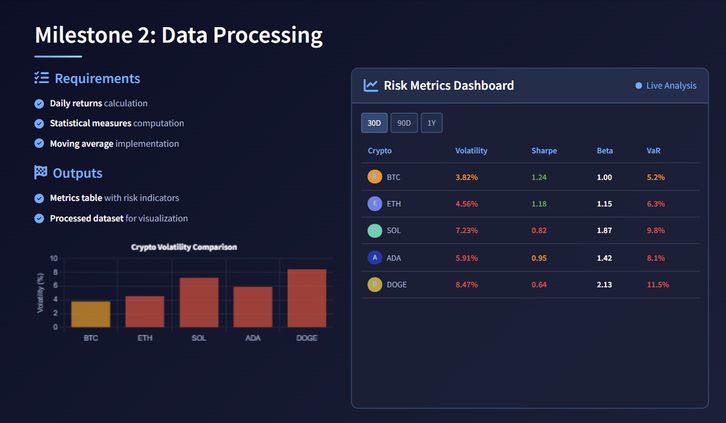 Milestone 2: Data Processing
Requirements
Daily returns calculation
Statistical measures computation
Moving average implementation
Outputs
Metrics table with risk indicators
Processed dataset for visualization
Crypto Volatility Comparison
Volatility (%)
10
8
6
4
2
0
BTC ETH SOL ADA DOGE
Risk Metrics Dashboard Live Analysis
30D 90D 1Y
Crypto Volatility Sharpe Beta VaR
BTC 3.82% 1.24 1.00 5.2%
E ETH 4.56% 1.18 1.15 6.3%
SOL 7.23% 0.82 1.87 9.8%
A ADA 5.91% 0.95 1.42 8.1%
DOGE 8.47% 0.64 2.13 11.5%